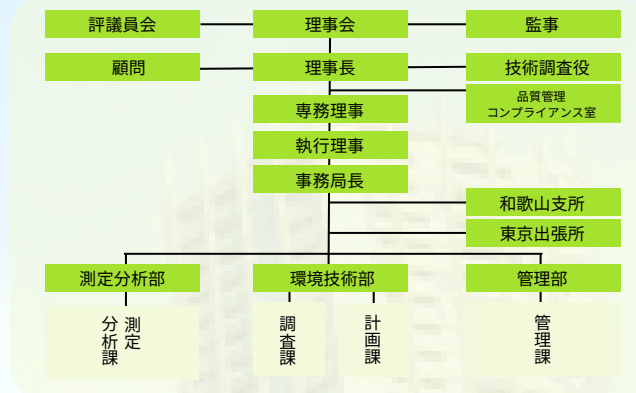 評議員会
理事会
監事
顧問
理事長
技術調査役
品質管理
コンプライアンス室
専務理事
執行理事
事務局長
和歌山支所
東京出張所
測定分析部
環境技術部
管理部
測定
分析課
調査課
計画課
管理課